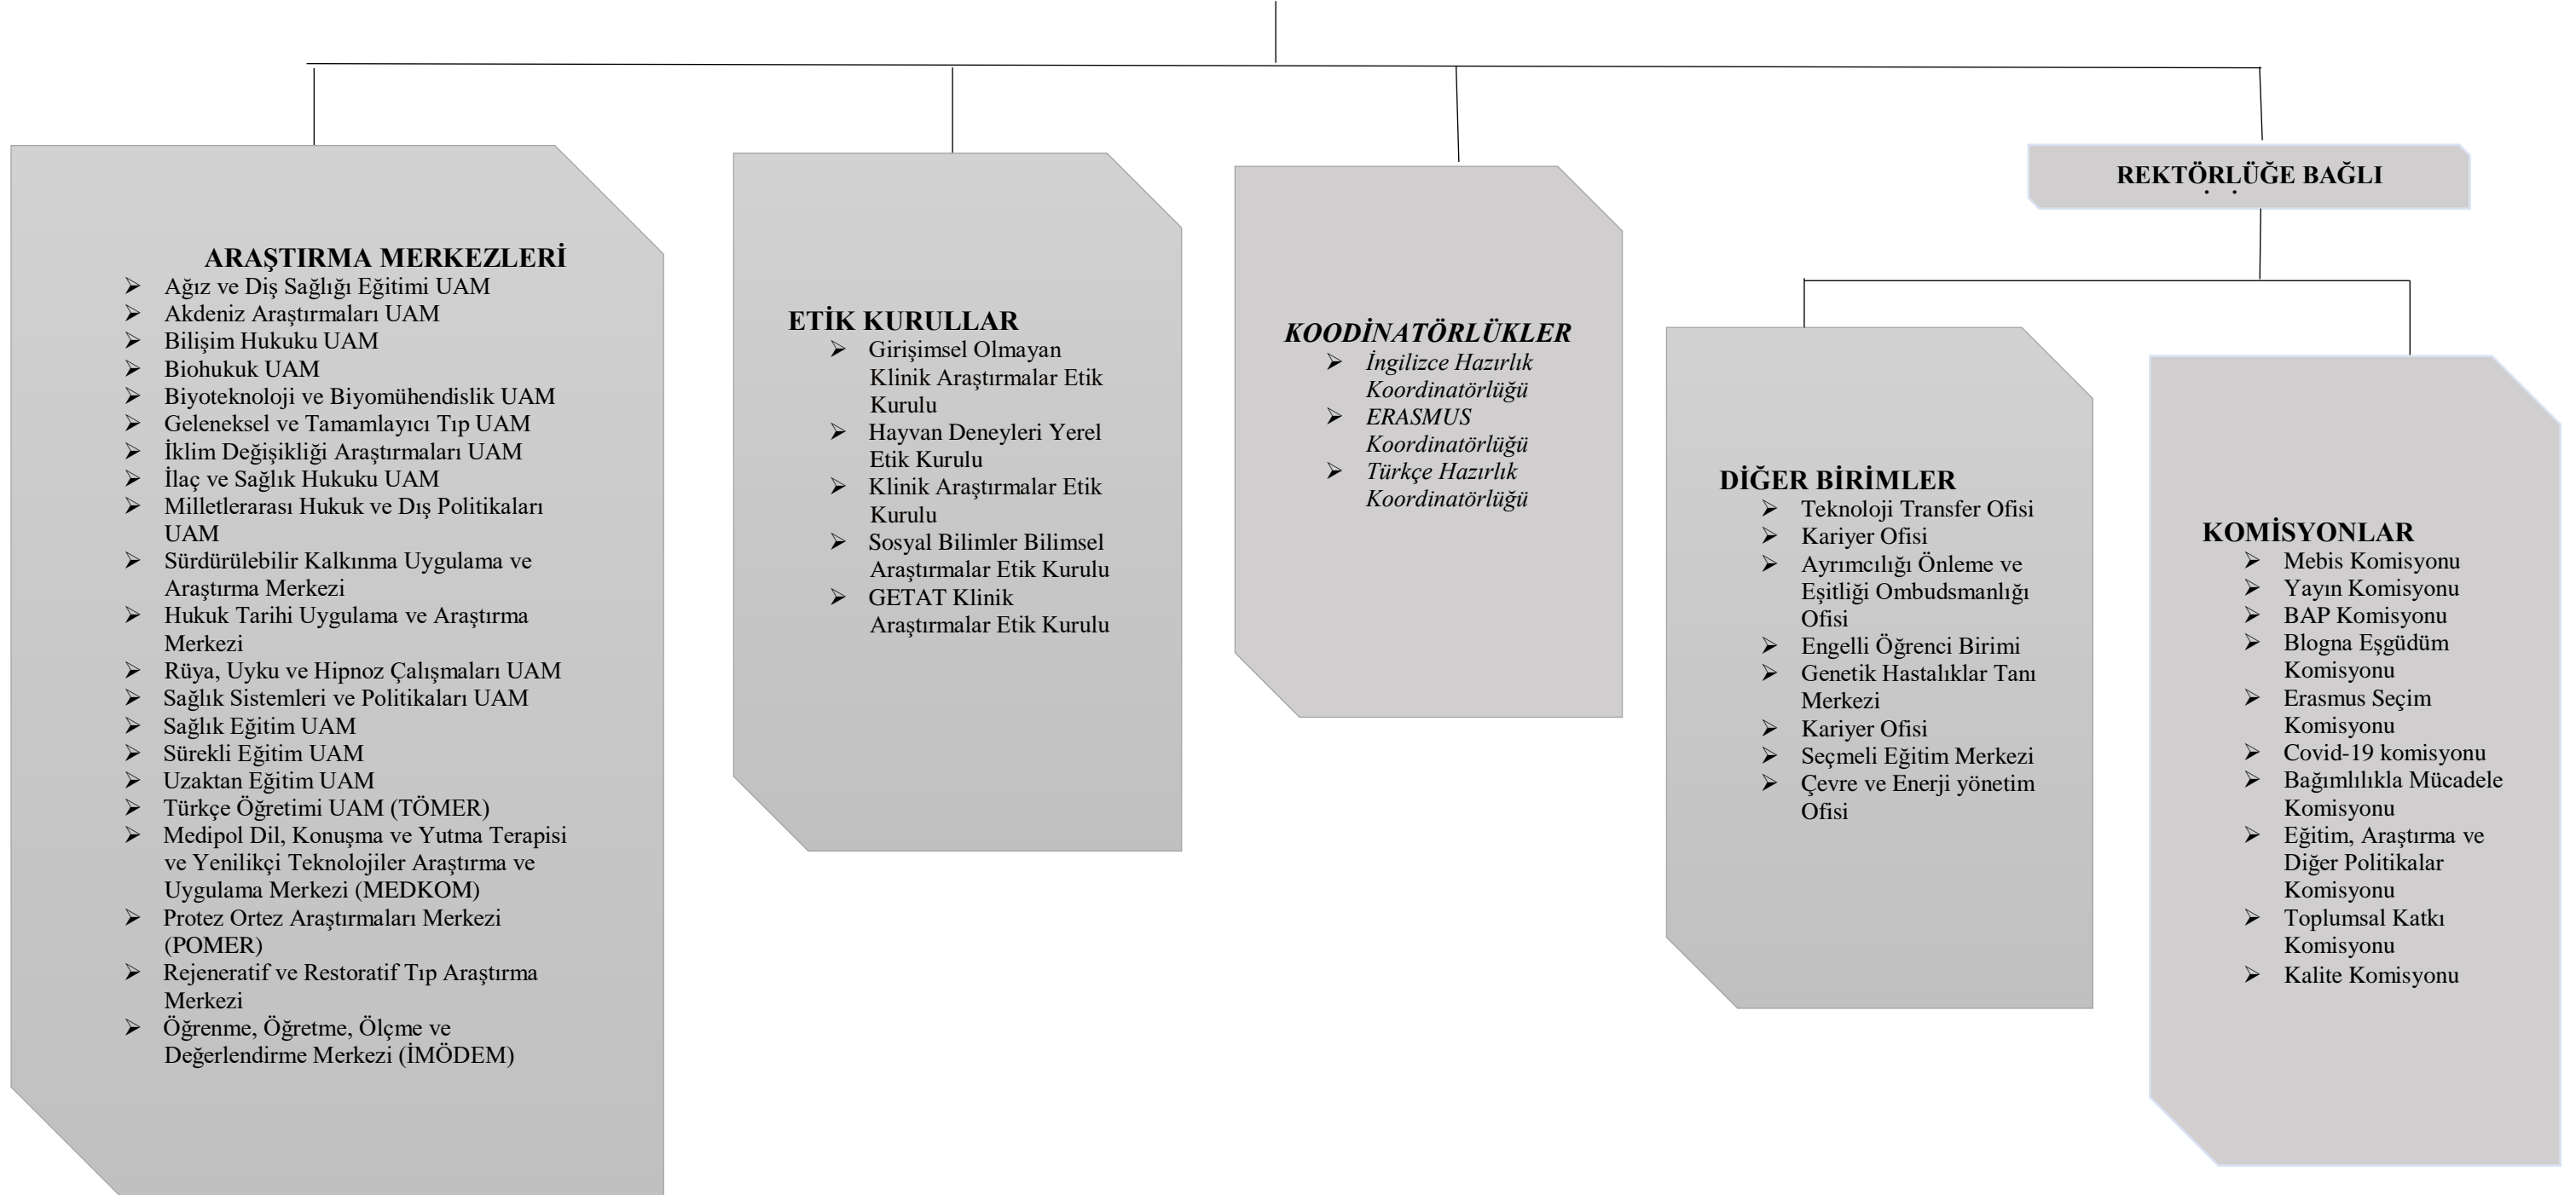 ARAŞTIRMA MERKEZLERİ
➢ Ağız ve Diş Sağlığı Eğitimi UAM
➢ Akdeniz Araştırmaları UAM
➢ Bilişim Hukuku UAM
➢ Biohukuk UAM
➢ Biyoteknoloji ve Biyomühendislik UAM
➢ Geleneksel ve Tamamlayıcı Tıp UAM
➢ İklim Değişikliği Araştırmaları UAM
➢ İlaç ve Sağlık Hukuku UAM
➢ Milletlerarası Hukuk ve Dış Politikaları
UAM
➢ Sürdürülebilir Kalkınma Uygulama ve
Araştırma Merkezi
➢ Hukuk Tarihi Uygulama ve Araştırma
Merkezi
➢ Rüya, Uyku ve Hipnoz Çalışmaları UAM
➢ Sağlık Sistemleri ve Politikaları UAM
➢ Sağlık Eğitim UAM
➢ Sürekli Eğitim UAM
➢ Uzaktan Eğitim UAM
➢ Türkçe Öğretimi UAM (TÖMER)
➢ Medipol Dil, Konuşma ve Yutma Terapisi
ve Yenilikçi Teknolojiler Araştırma ve
Uygulama Merkezi (MEDKOM)
➢ Protez Ortez Araştırmaları Merkezi
(POMER)
➢ Rejeneratif ve Restoratif Tıp Araştırma
Merkezi
➢ Öğrenme, Öğretme, Ölçme ve
Değerlendirme Merkezi (İMÖDEM)
ETİK KURULLAR
➢ Girişimsel Olmayan
Klinik Araştırmalar Etik
Kurulu
➢ Hayvan Deneyleri Yerel
Etik Kurulu
➢ Klinik Araştırmalar Etik
Kurulu
➢ Sosyal Bilimler Bilimsel
Araştırmalar Etik Kurulu
➢ GETAT Klinik
Araştırmalar Etik Kurulu
KOODİNATÖRLÜKLER
➢ İngilizce Hazırlık
Koordinatörlüğü
➢ ERASMUS
Koordinatörlüğü
➢ Türkçe Hazırlık
Koordinatörlüğü
REKTÖRLÜĞE BAĞLI
DİĞER BİRİMLER
➢ Teknoloji Transfer Ofisi
➢ Kariyer Ofisi
➢ Ayrımcılığı Önleme ve
Eşitliği Ombudsmanlığı
Ofisi
➢ Engelli Öğrenci Birimi
➢ Genetik Hastalıklar Tanı
Merkezi
➢ Kariyer Ofisi
➢ Seçmeli Eğitim Merkezi
➢ Çevre ve Enerji yönetim
Ofisi
KOMİSYONLAR
➢ Mebis Komisyonu
➢ Yayın Komisyonu
➢ BAP Komisyonu
➢ Blogna Eşgüdüm
Komisyonu
➢ Erasmus Seçim
Komisyonu
➢ Covid-19 komisyonu
➢ Bağımlılıkla Mücadele
Komisyonu
➢ Eğitim, Araştırma ve
Diğer Politikalar
Komisyonu
➢ Toplumsal Katkı
Komisyonu
➢ Kalite Komisyonu